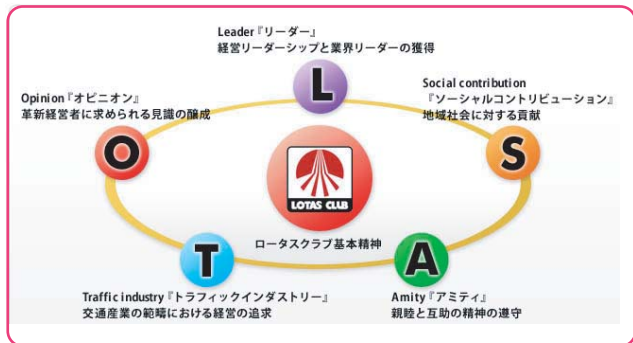 Leader『リーダー』
経営リーダーシップと業界リーダーの獲得
L
Opinion『オピニオン』
革新経営者に求められる見識の醸成
O
Social contribution
『ソーシャルコントリビューション』
地域社会に対する貢献
S
LOTAS CLUB
ロータスクラブ基本精神
T
Traffic industry『トラフィックインダストリー』
交通産業の範疇における経営の追求
A
Amity『アミティ』
親睦と互助の精神の遵守